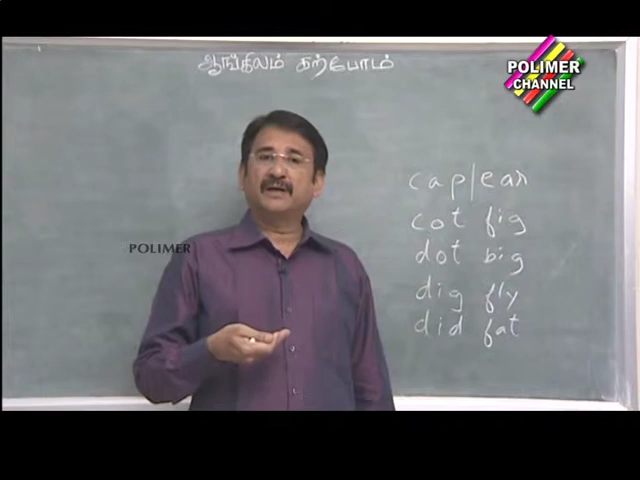 ஆங்கிலம் கற்போம்
POLIMER
CHANNEL
cap/ear
cot fig
POLIMER
dot big
dig fly
did fat